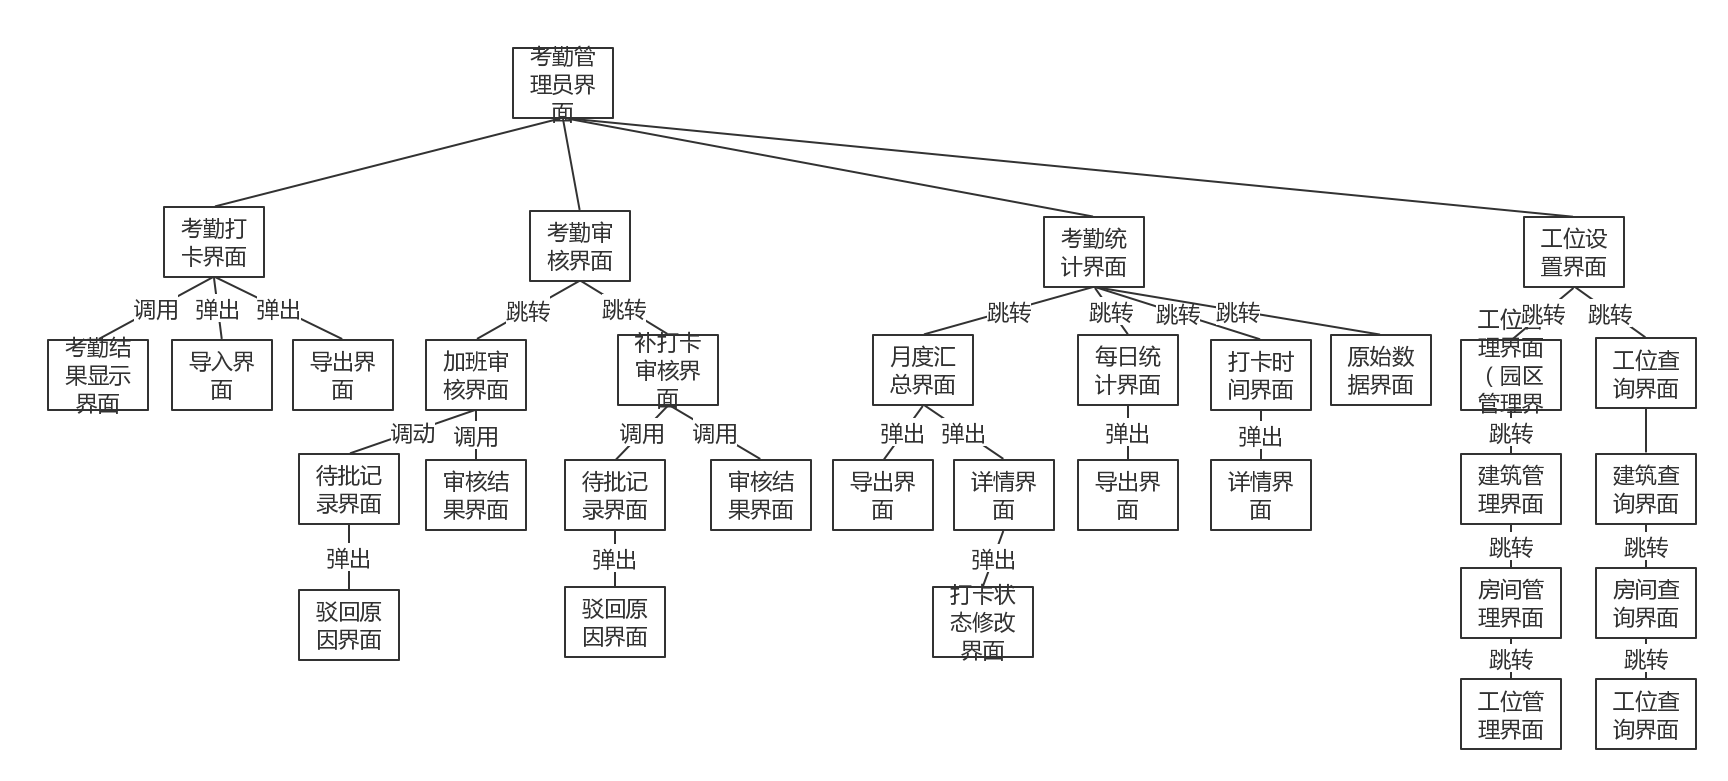 考勤管
理员界
面
考勤打
卡界面
考勤审
核界面
考勤统
计界面
工位设
置界面
调用
弹出
弹出
跳转
跳转
跳转
跳转
跳转
跳转
跳转
跳转
考勤结
果显示
界面
导入界
面
导出界
面
加班审
核界面
补打卡
审核界
面
月度汇
总界面
每日统
计界面
打卡时
间界面
原始数
据界面
工位管
理界面
（园区
管理界
工位查
询界面
调动
调用
调用
调用
弹出
弹出
弹出
弹出
跳转
待批记
录界面
审核结
果界面
待批记
录界面
审核结
果界面
导出界
面
详情界
面
导出界
面
详情界
面
建筑管
理界面
建筑查
询界面
弹出
弹出
弹出
跳转
跳转
驳回原
因界面
驳回原
因界面
打卡状
态修改
界面
房间管
理界面
房间查
询界面
跳转
跳转
工位管
理界面
工位查
询界面